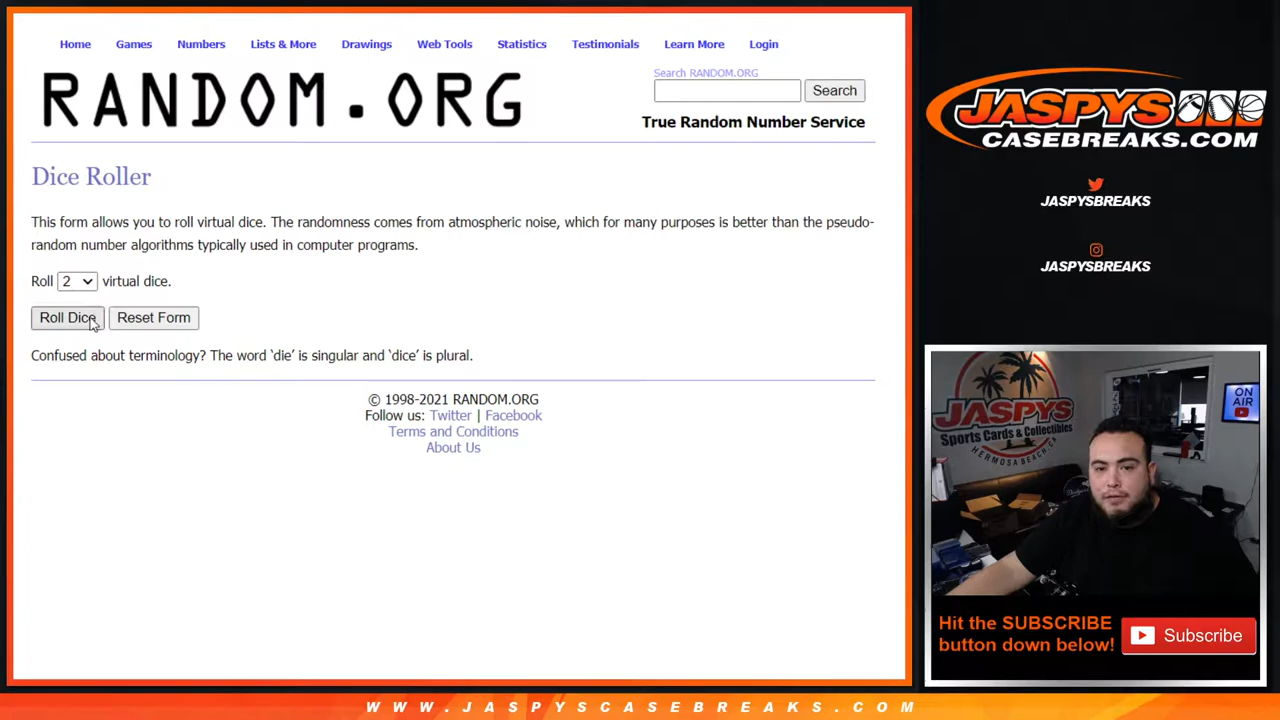 Home Games Numbers Lists & More Drawings Web Tools Statistics Testimonials Learn More Login
RANDOM.ORG
Search RANDOM.ORG
Search
True Random Number Service
Dice Roller
This form allows you to roll virtual dice. The randomness comes from atmospheric noise, which for many purposes is better than the pseudo-
random number algorithms typically used in computer programs.
Roll 2 virtual dice.
Roll Dice Reset Form
Confused about terminology? The word ‘die’ is singular and ‘dice’ is plural.
© 1998-2021 RANDOM.ORG
Follow us: Twitter | Facebook
Terms and Conditions
About Us
JASPYS
CASEBREAKS.COM
JASPYSBREAKS
JASPYSBREAKS
JASPYS
Sports Cards & Collectibles
HERMOSA BEACH, CA
ON
AIR
Hit the SUBSCRIBE
button down below!
Subscribe
WWW.JASPYSCASEBREAKS.COM